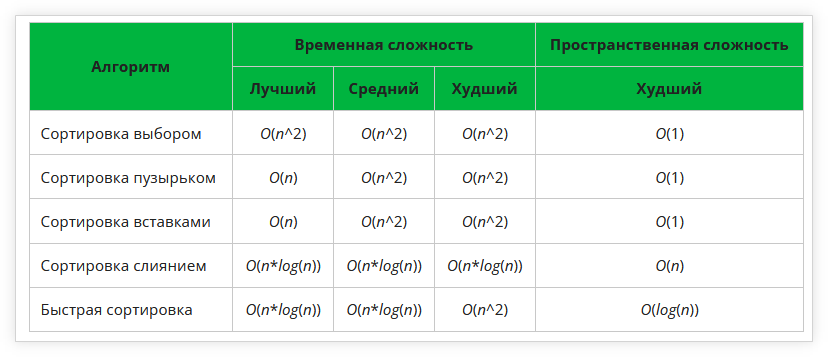 Алгоритм Временная сложность Пространственная сложность
Лучший Средний Худший Худший
Сортировка выбором O(n^2) O(n^2) O(n^2) O(1)
Сортировка пузырьком O(n) O(n^2) O(n^2) O(1)
Сортировка вставками O(n) O(n^2) O(n^2) O(1)
Сортировка слиянием O(n*log(n)) O(n*log(n)) O(n*log(n)) O(n)
Быстрая сортировка O(n*log(n)) O(n*log(n)) O(n^2) O(log(n))